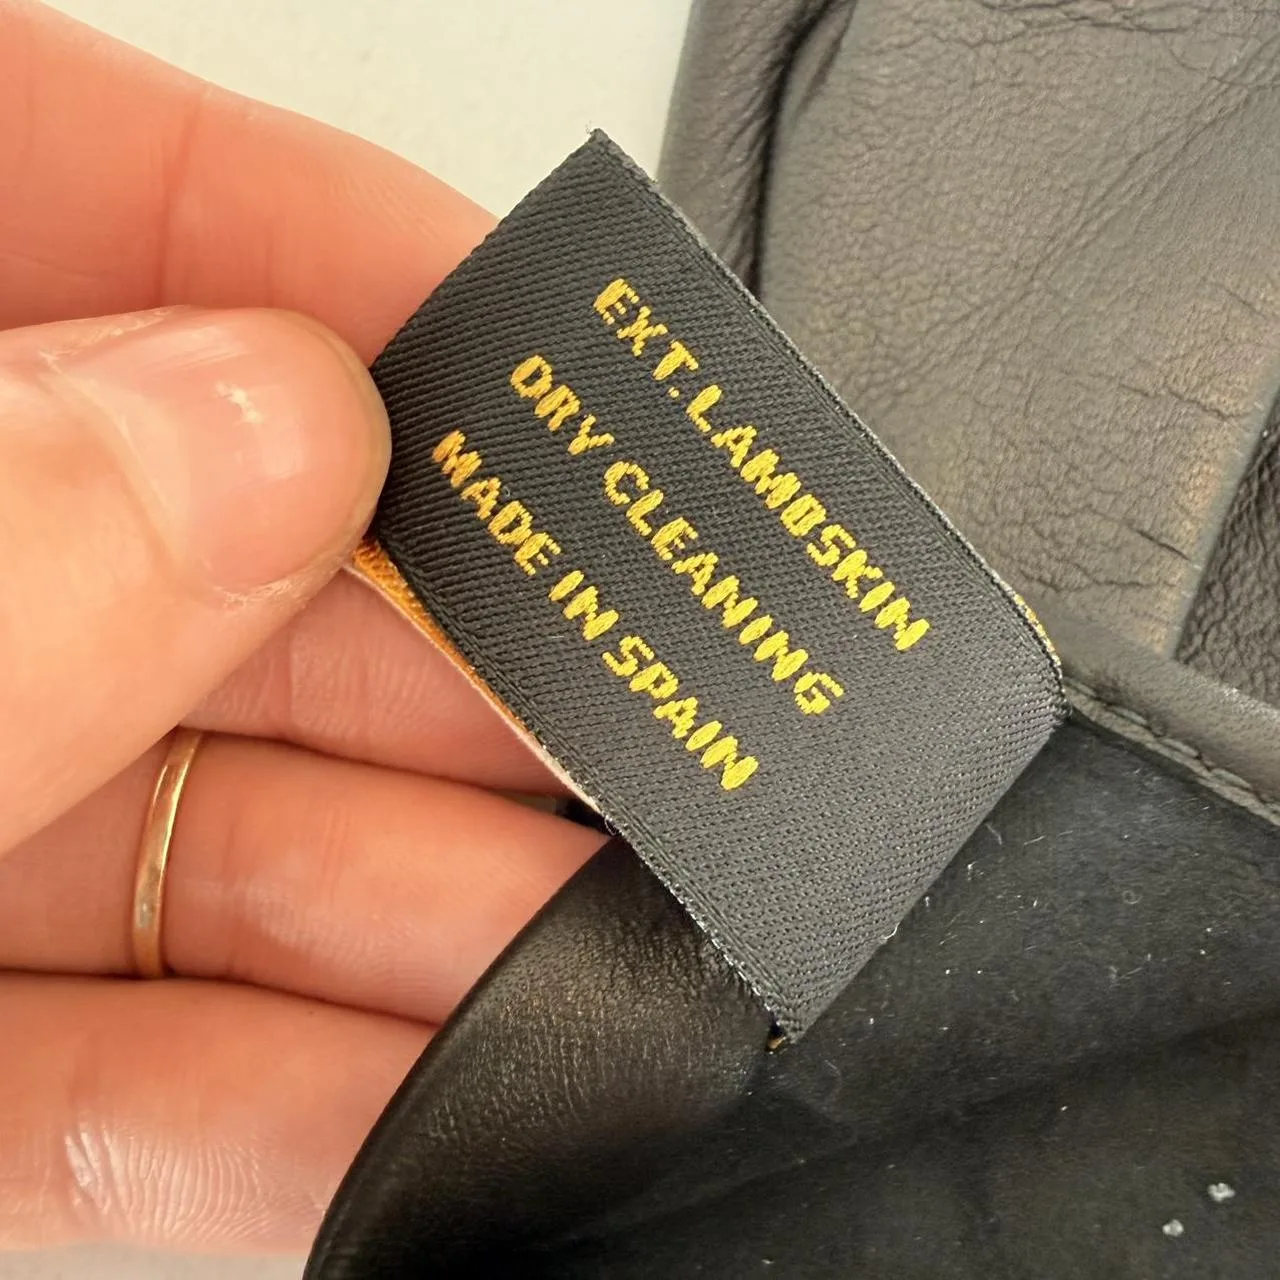 EXT. LAMBSKIN
DRY CLEANING
MADE IN SPAIN